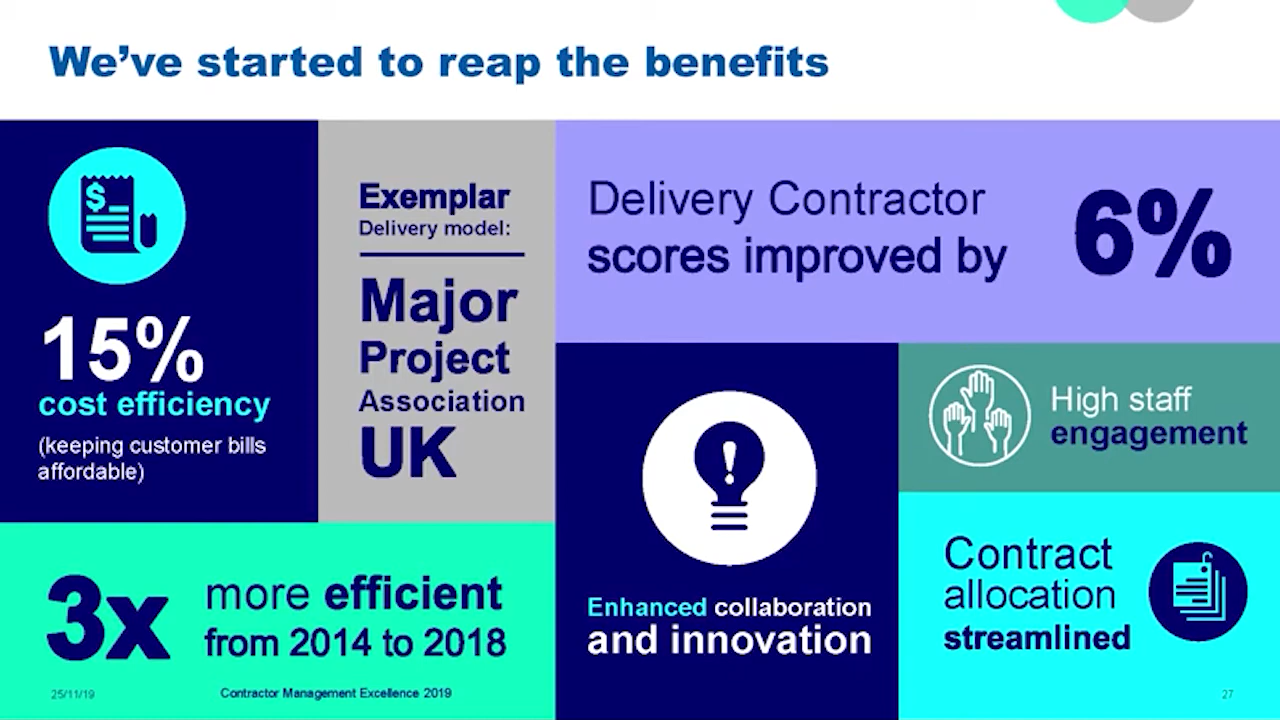 We've started to reap the benefits
$
15%
cost efficiency
(keeping customer bills
affordable)
Exemplar
Delivery model:
Major
Project
Association
UK
Delivery Contractor
scores improved by
6%
!
Enhanced collaboration
and innovation
High staff
engagement
Contract
allocation
streamlined
3x
more efficient
from 2014 to 2018
25/11/19
Contractor Management Excellence 2019
27